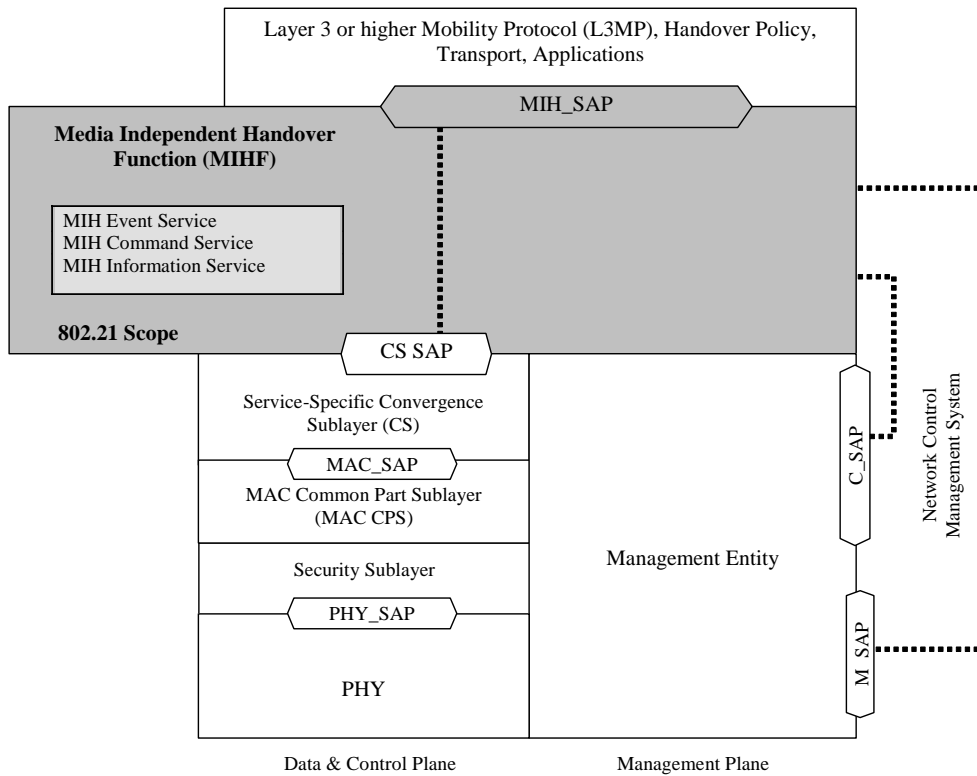 Layer 3 or higher Mobility Protocol (L3MP), Handover Policy,
Transport, Applications
MIH_SAP
Media Independent Handover
Function (MIHF)
MIH Event Service
MIH Command Service
MIH Information Service
802.21 Scope
CS SAP
Service-Specific Convergence
Sublayer (CS)
MAC_SAP
MAC Common Part Sublayer
(MAC CPS)
Security Sublayer
PHY_SAP
PHY
Management Entity
C_SAP
M_SAP
Network Control
Management System
Data & Control Plane
Management Plane